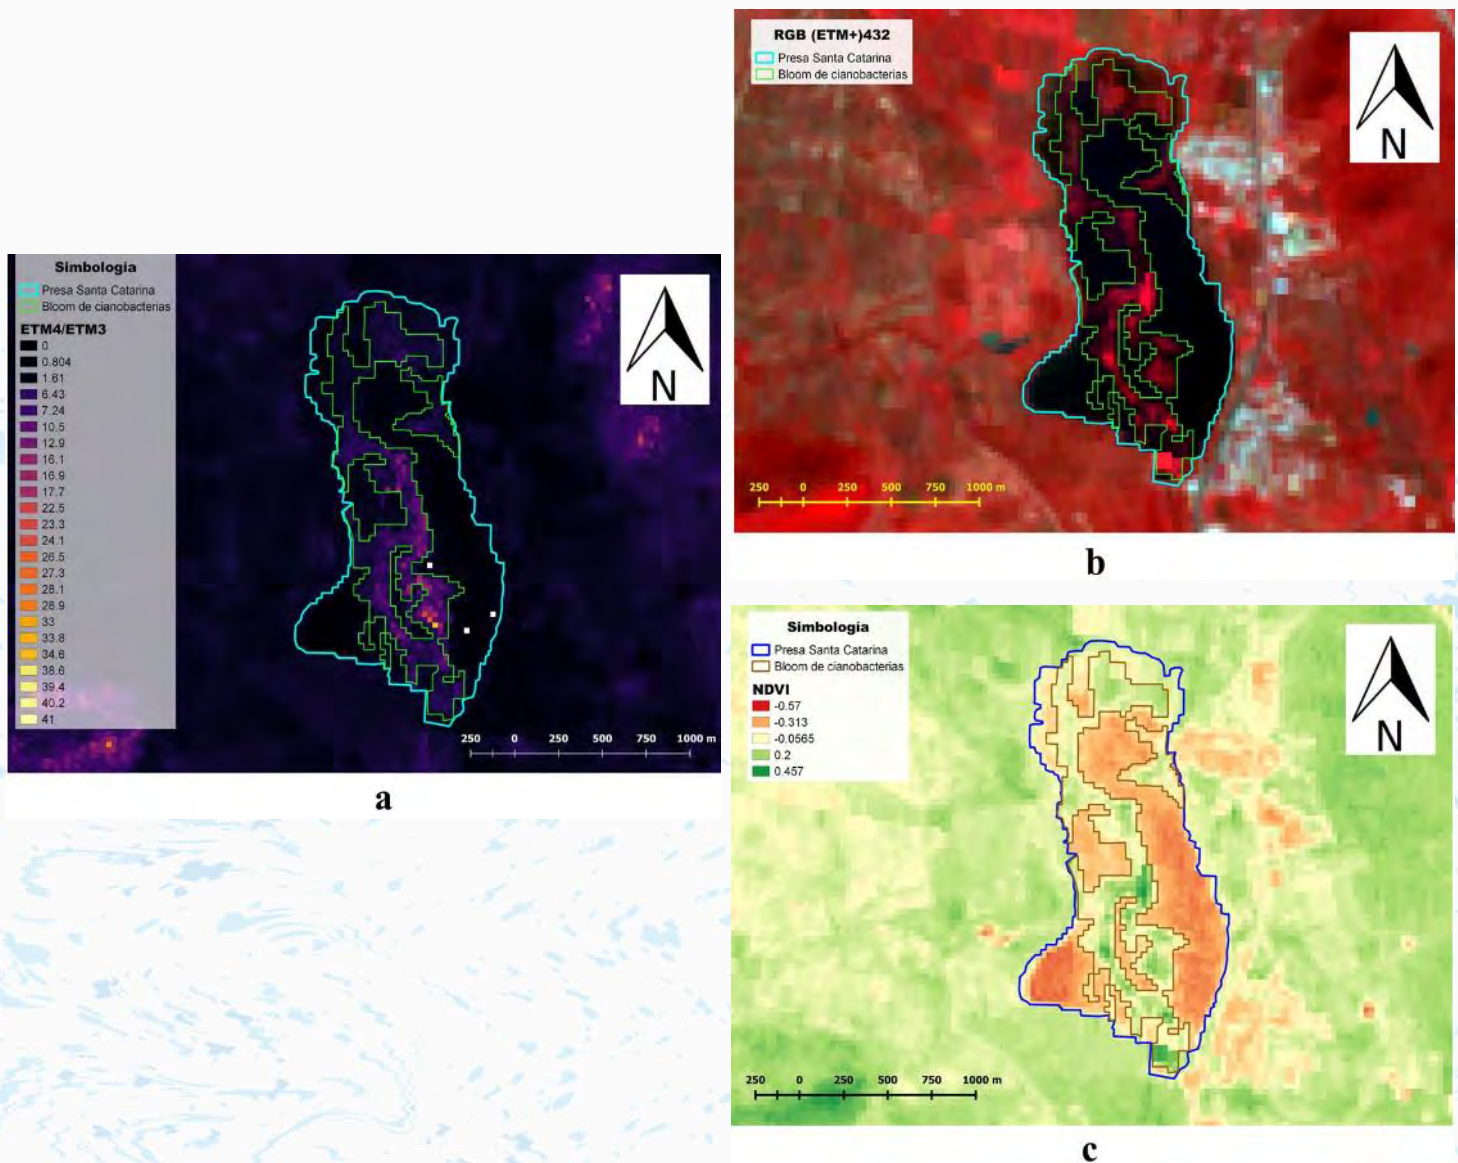 RGB (ETM+)432
Presa Santa Catarina
Bloom de cianobacterias
N
250 0 250 500 750 1000 m
b
Simbología
Presa Santa Catarina
Bloom de cianobacterias
ETM4/ETM3
0
0.804
1.61
6.43
7.24
10.5
12.9
16.1
16.9
17.7
22.5
23.3
24.1
26.5
27.3
28.1
28.9
33
33.8
34.6
38.6
39.4
40.2
41
N
250 0 250 500 750 1000 m
a
Simbología
Presa Santa Catarina
Bloom de cianobacterias
NDVI
-0.57
-0.313
-0.0565
0.2
0.457
N
250 0 250 500 750 1000 m
c